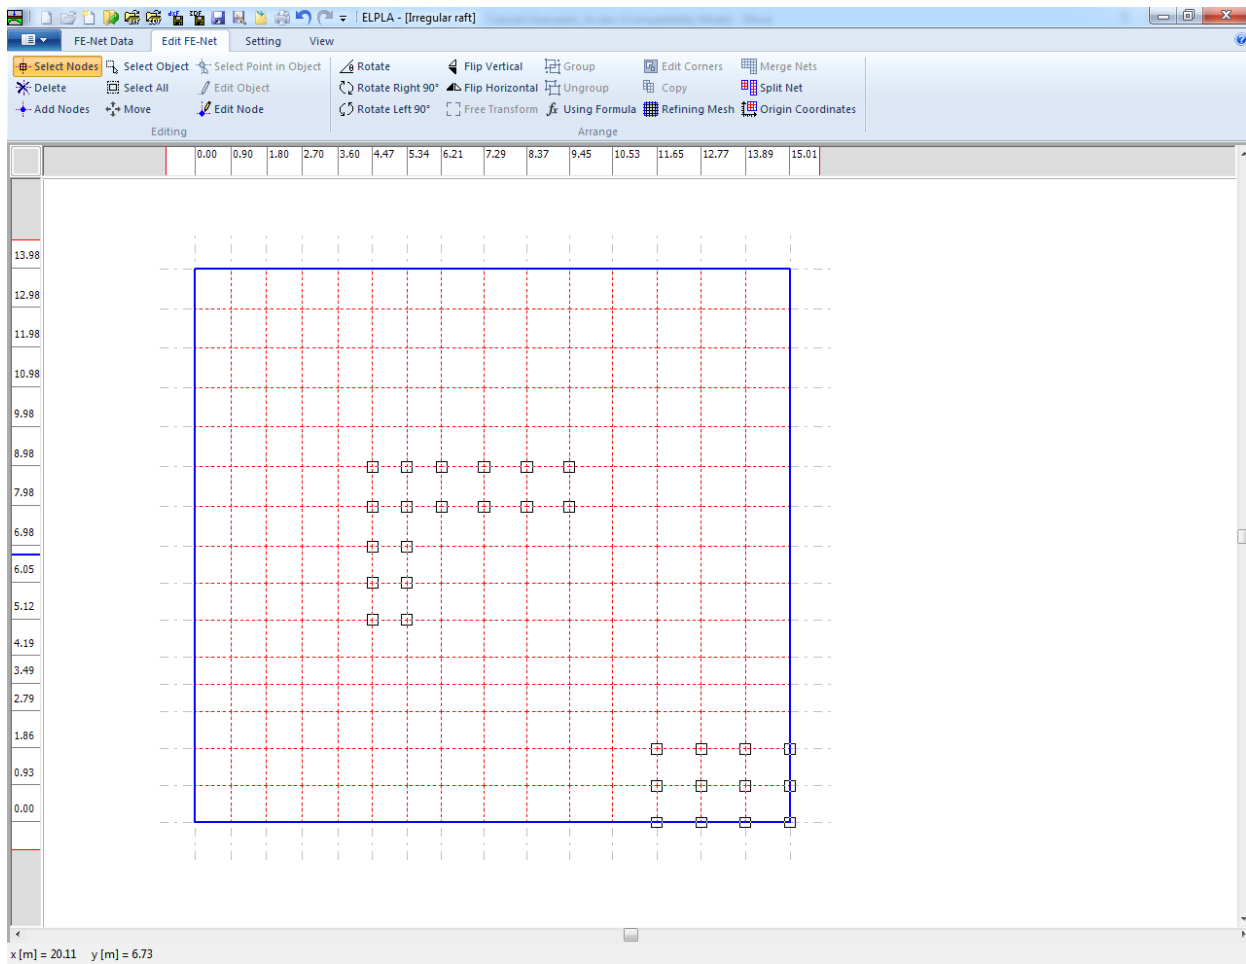 ELPLA - [Irregular raft]
FE-Net Data Edit FE-Net Setting View
Select Nodes Select Object Select Point in Object Rotate Flip Vertical Group Edit Corners Merge Nets
Delete Select All Edit Object Rotate Right 90° Flip Horizontal Ungroup Copy Split Net
Add Nodes Move Edit Node Rotate Left 90° Free Transform fx Using Formula Refining Mesh Origin Coordinates
Editing Arrange
0.00 0.90 1.80 2.70 3.60 4.47 5.34 6.21 7.29 8.37 9.45 10.53 11.65 12.77 13.89 15.01
13.98
12.98
11.98
10.98
9.98
8.98
7.98
6.98
6.05
5.12
4.19
3.49
2.79
1.86
0.93
0.00
x [m] = 20.11 y [m] = 6.73